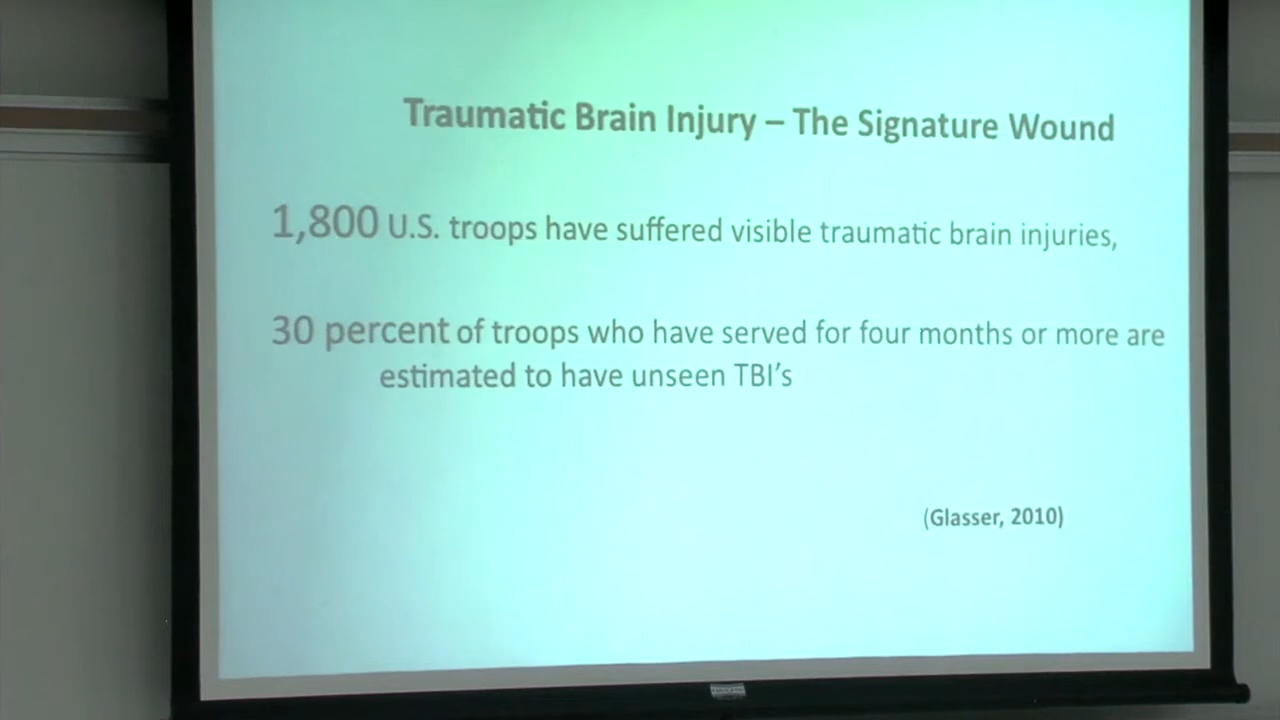 Traumatic Brain Injury – The Signature Wound
1,800 U.S. troops have suffered visible traumatic brain injuries,
30 percent of troops who have served for four months or more are
estimated to have unseen TBI's
(Glasser, 2010)